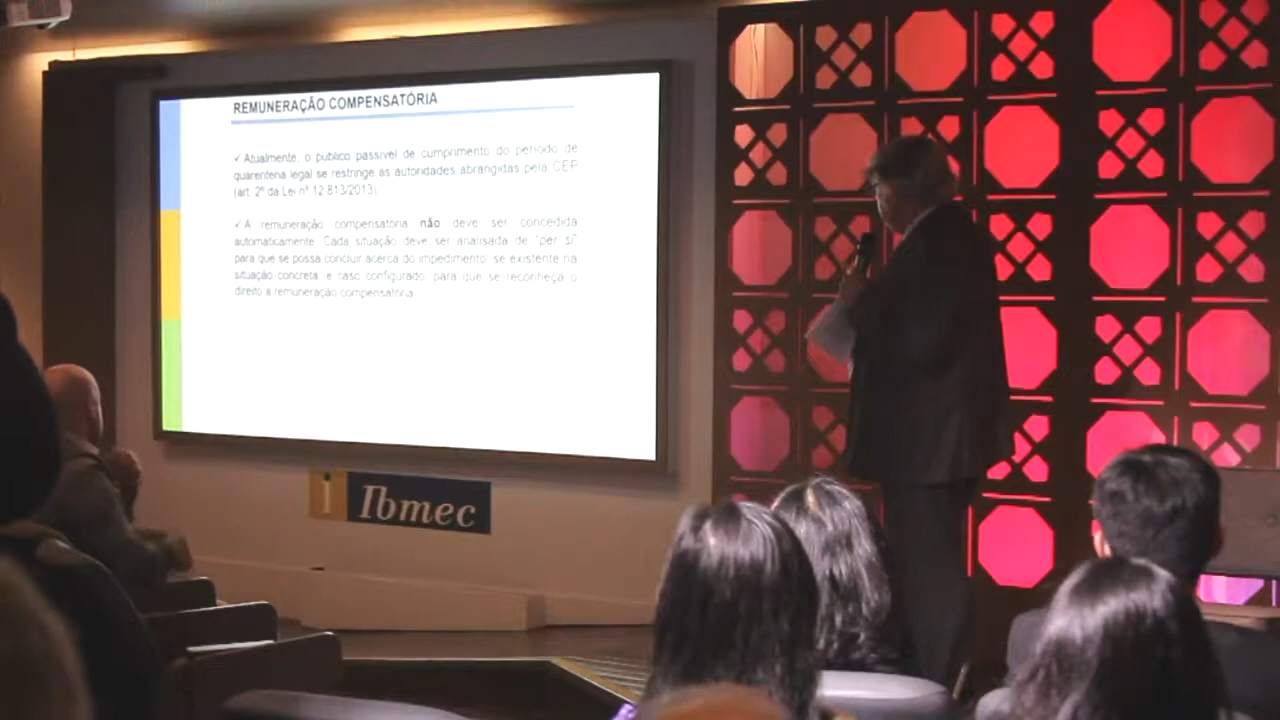 REMUNERAÇÃO COMPENSATÓRIA
✓ Atualmente, o publico passível de cumprimento do período de
quarentena legal se restringe as autoridades abrangidas pela CEP
(art. 2º da Lei nº 12.813/2013)
✓ A remuneração compensatória não deve ser concedida
automaticamente. Cada situação deve ser analisada de "per si"
para que se possa concluir acerca do impedimento, se existente na
situação concreta, e caso configurado, para que se reconheça o
direito a remuneração compensatória
i Ibmec